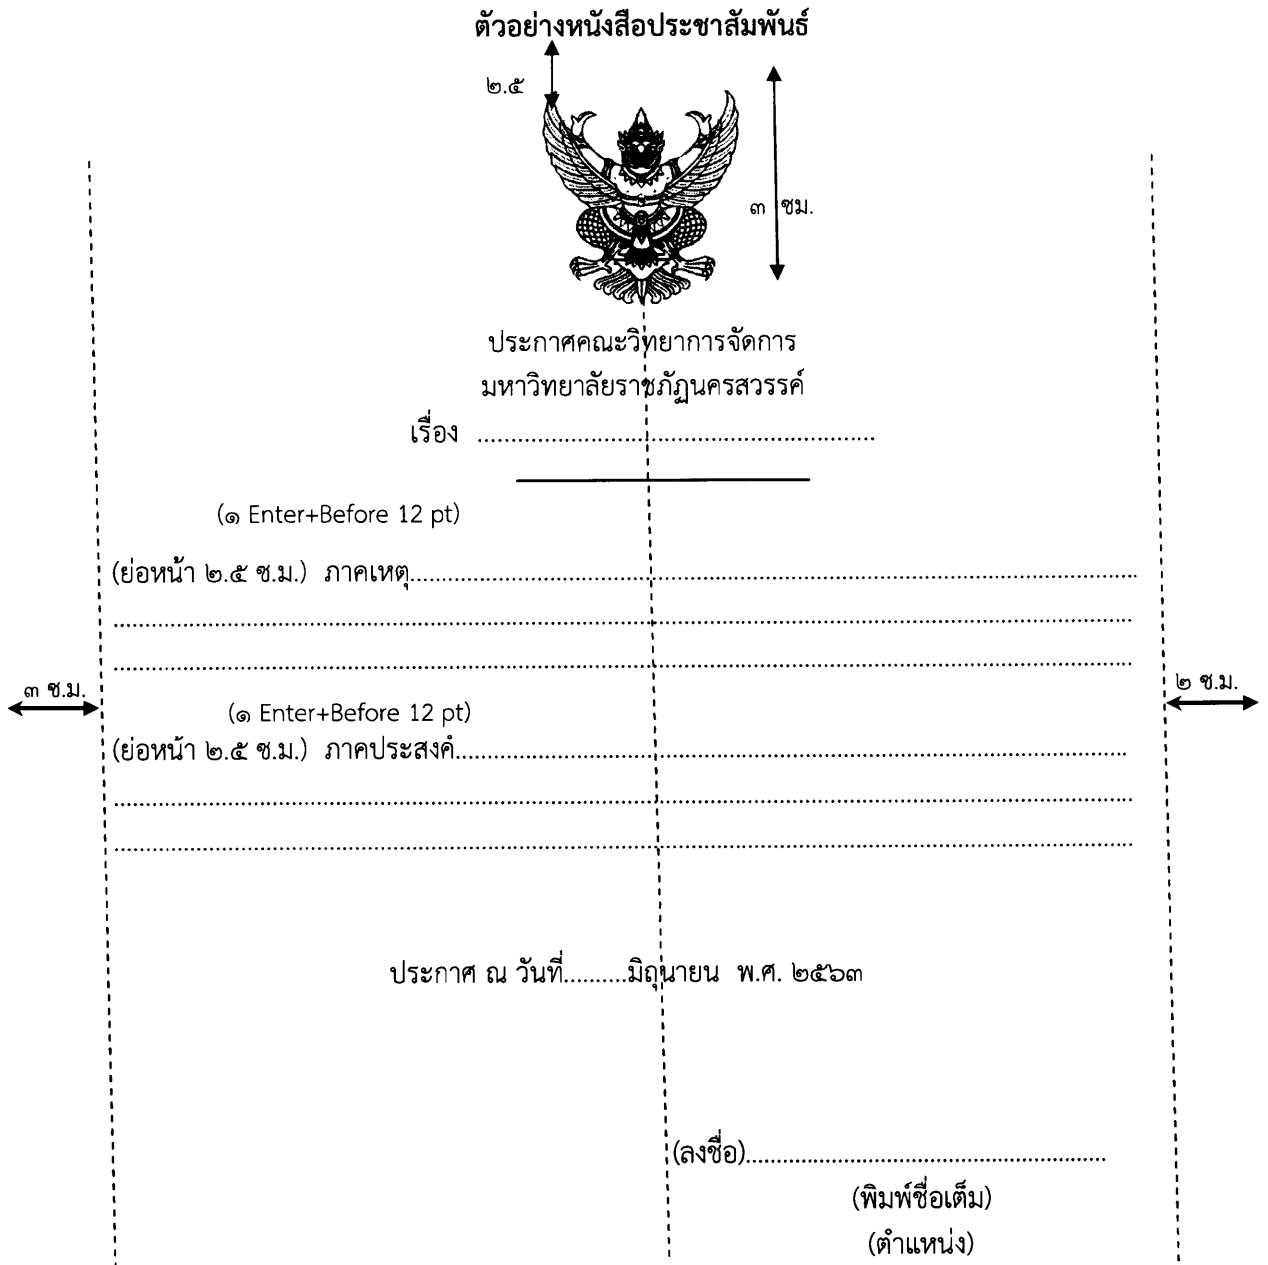 ตัวอย่างหนังสือประชาสัมพันธ์
๒.๕
๓ ซม.
ประกาศคณะวิทยาการจัดการ
มหาวิทยาลัยราชภัฏนครสวรรค์
เรื่อง ............................................................
(๑ Enter+Before 12 pt)
(ย่อหน้า ๒.๕ ซ.ม.) ภาคเหตุ............................................................
............................................................
............................................................
๓ ซ.ม.
๒ ซ.ม.
(๑ Enter+Before 12 pt)
(ย่อหน้า ๒.๕ ซ.ม.) ภาคประสงค์............................................................
............................................................
............................................................
ประกาศ ณ วันที่..........มิถุนายน พ.ศ. ๒๕๖๓
(ลงชื่อ)......................................................
(พิมพ์ชื่อเต็ม)
(ตำแหน่ง)